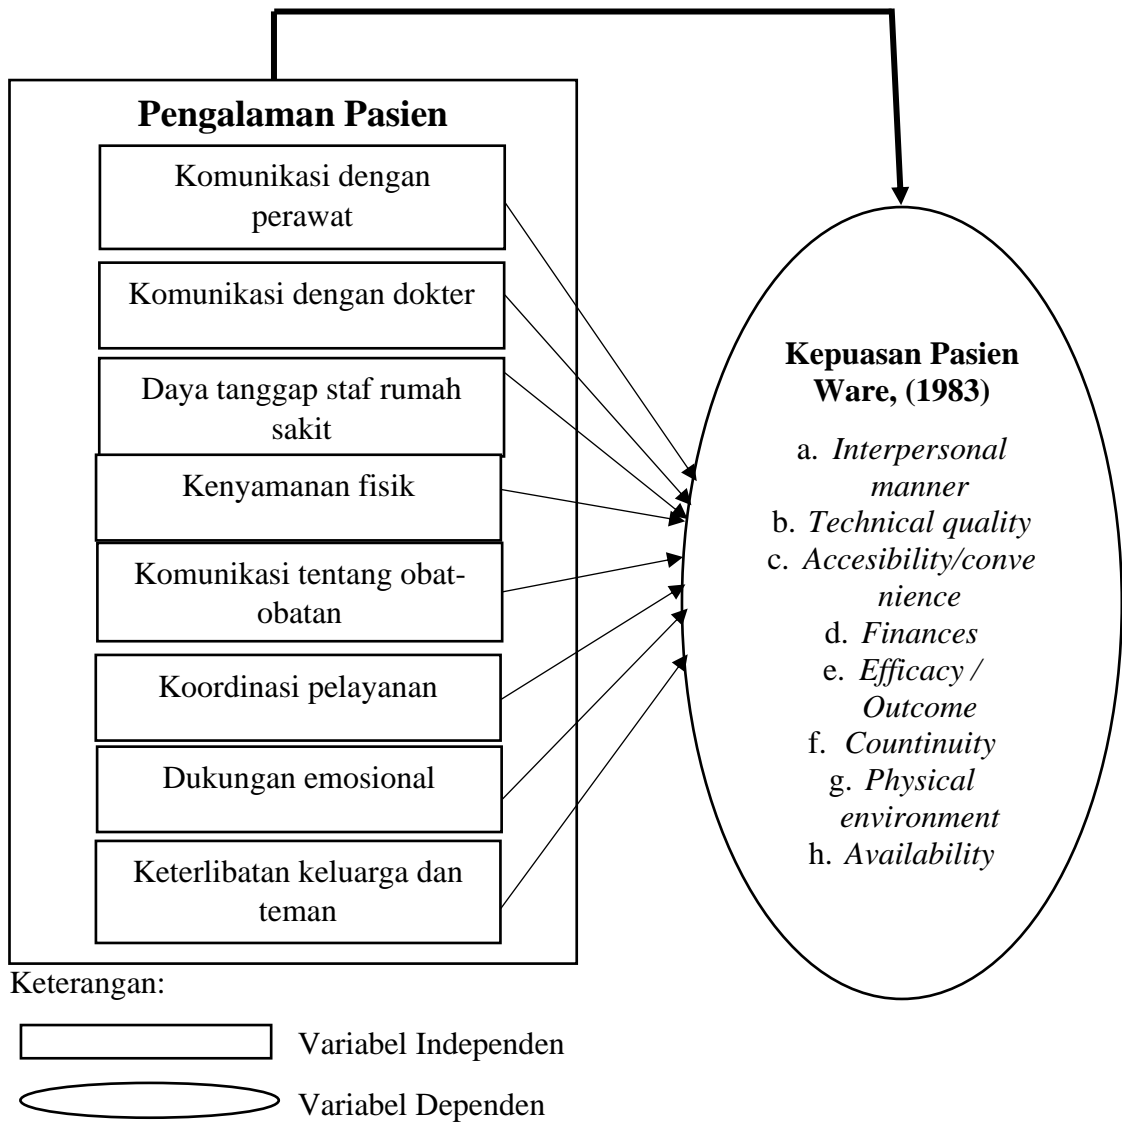 Pengalaman Pasien
Komunikasi dengan
perawat
Komunikasi dengan dokter
Daya tanggap staf rumah
sakit
Kenyamanan fisik
Komunikasi tentang obat-
obatan
Koordinasi pelayanan
Dukungan emosional
Keterlibatan keluarga dan
teman
Kepuasan Pasien
Ware, (1983)
a. Interpersonal
manner
b. Technical quality
c. Accesibility/conve
nience
d. Finances
e. Efficacy /
Outcome
f. Countinuity
g. Physical
environment
h. Availability
Keterangan:
Variabel Independen
Variabel Dependen